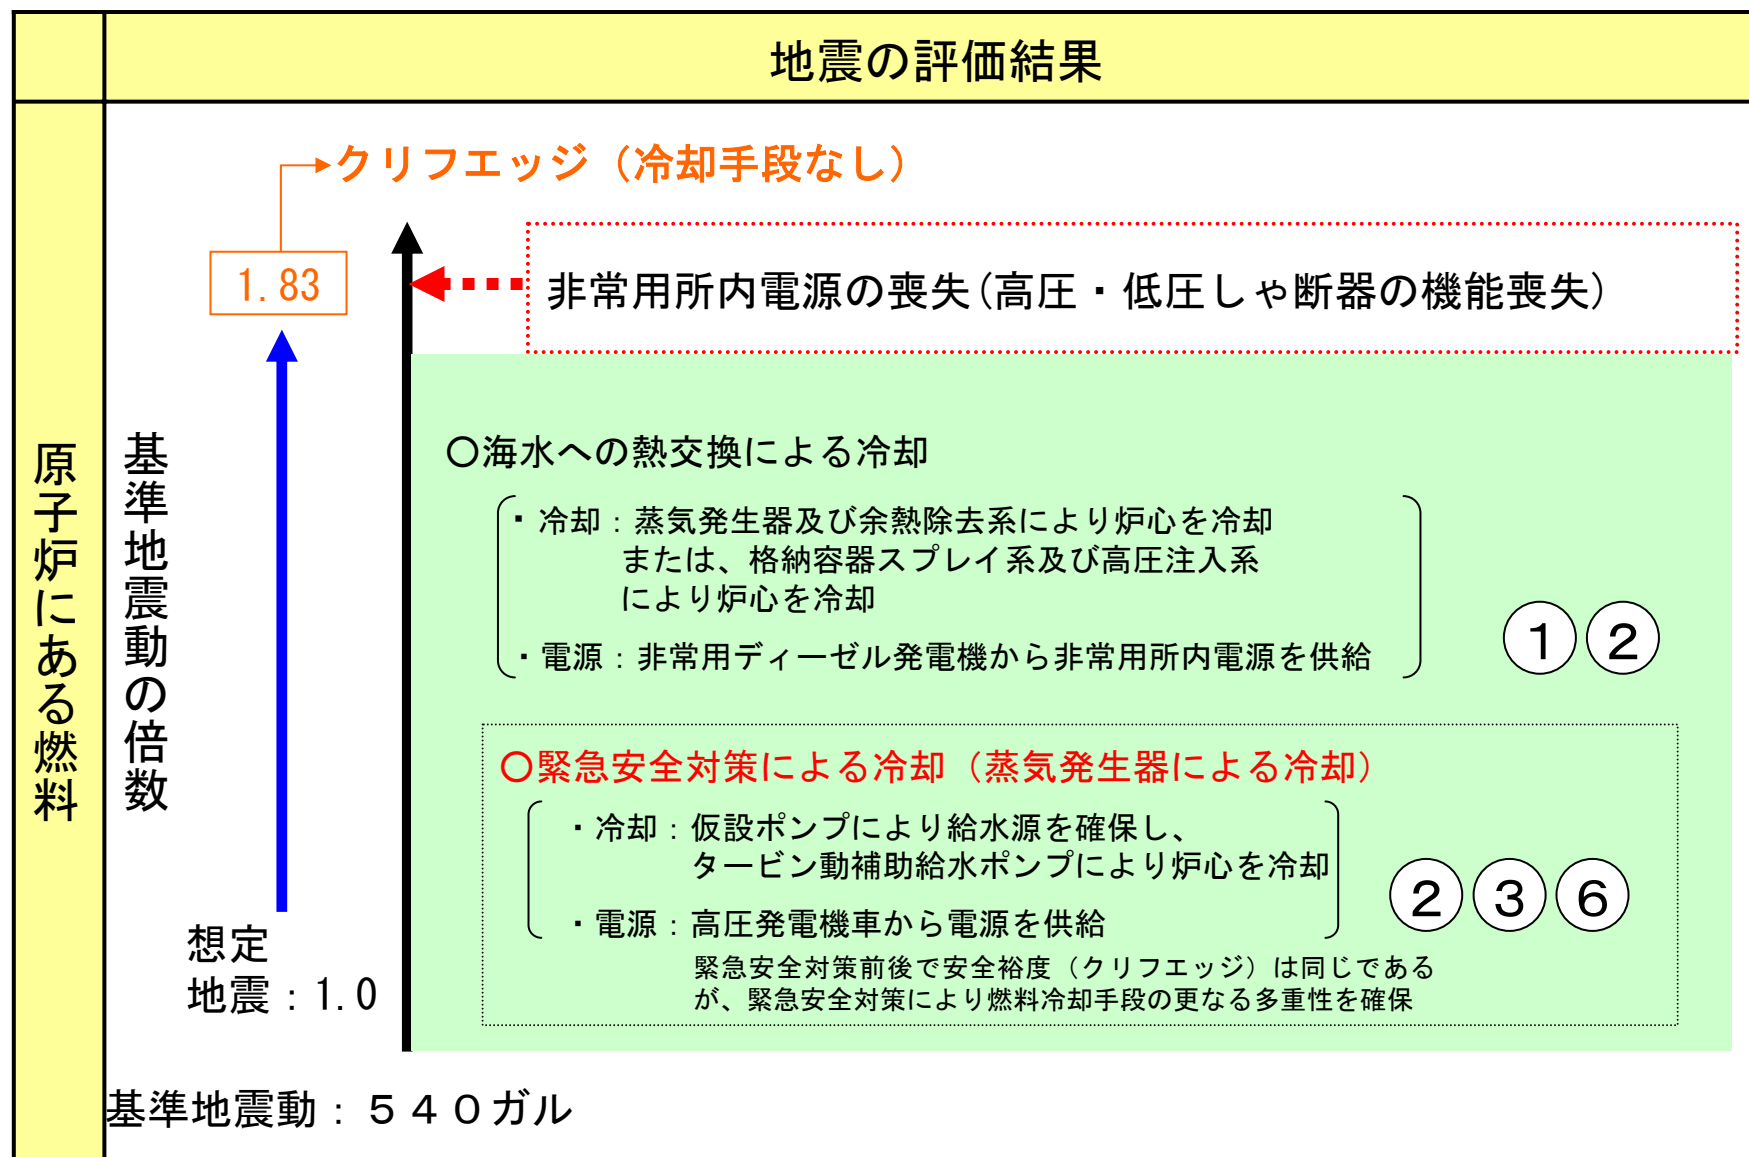 地震の評価結果
原子炉にある燃料
基準地震動の倍数
クリフエッジ（冷却手段なし）
1.83
非常用所内電源の喪失(高圧・低圧しゃ断器の機能喪失)
○海水への熱交換による冷却
・冷却：蒸気発生器及び余熱除去系により炉心を冷却
または、格納容器スプレイ系及び高圧注入系
により炉心を冷却
・電源：非常用ディーゼル発電機から非常用所内電源を供給
① ②
○緊急安全対策による冷却（蒸気発生器による冷却）
・冷却：仮設ポンプにより給水源を確保し、
タービン動補助給水ポンプにより炉心を冷却
・電源：高圧発電機車から電源を供給
② ③ ⑥
緊急安全対策前後で安全裕度（クリフエッジ）は同じである
が、緊急安全対策により燃料冷却手段の更なる多重性を確保
想定
地震：1.0
基準地震動：５４０ガル